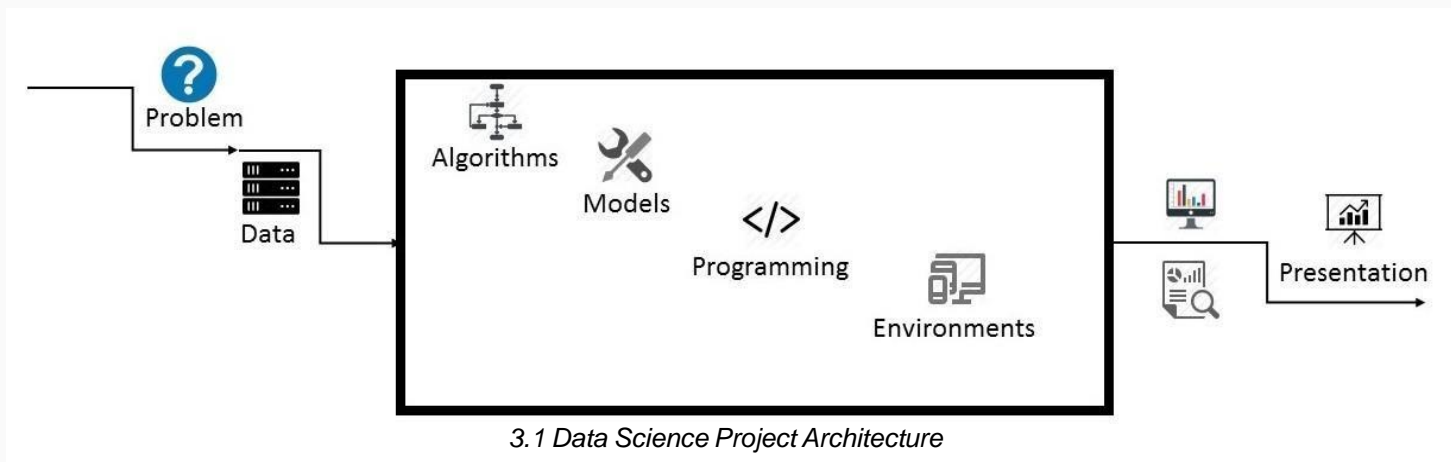 ?
Problem
Data
Algorithms
Models
</>
Programming
Environments
Presentation
3.1 Data Science Project Architecture